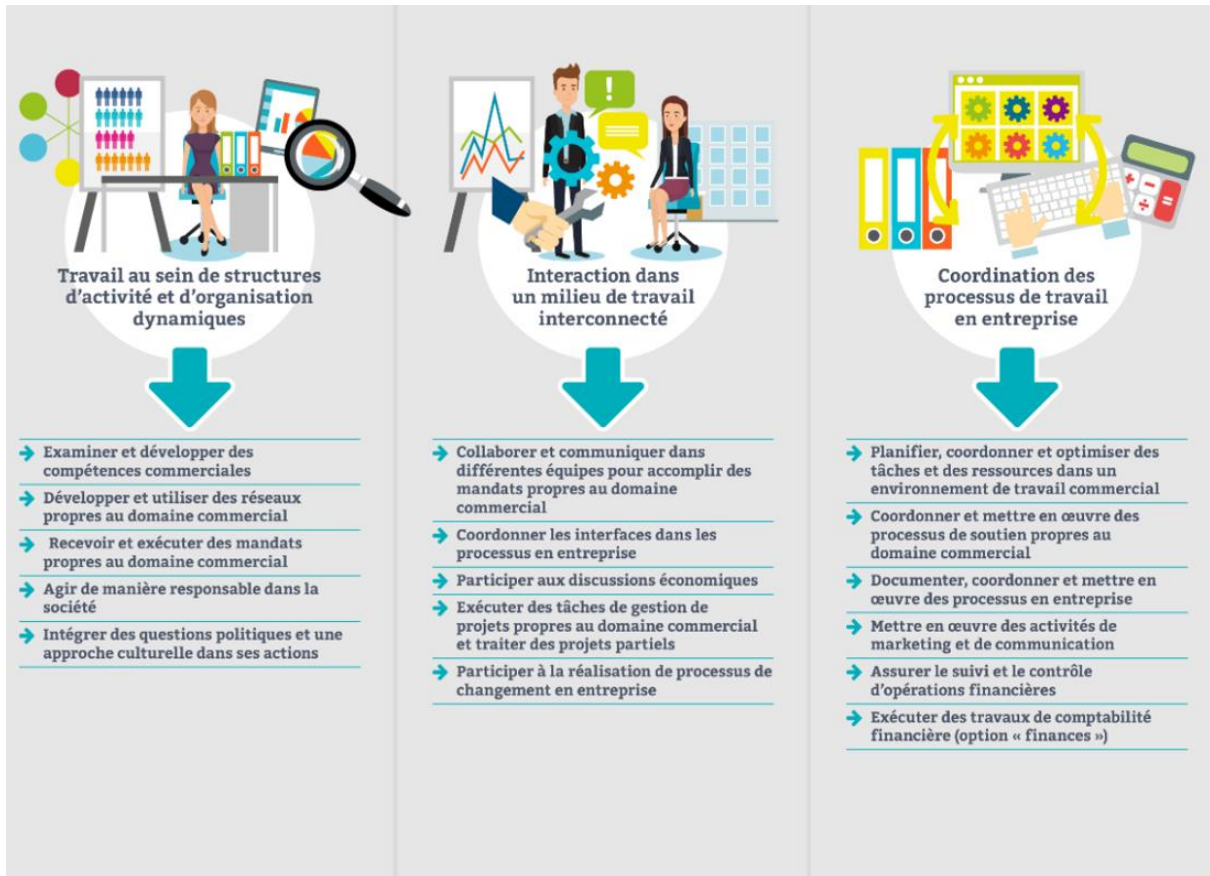 Travail au sein de structures
d'activité et d'organisation
dynamiques
Examiner et développer des
compétences commerciales
Développer et utiliser des réseaux
propres au domaine commercial
Recevoir et exécuter des mandats
propres au domaine commercial
Agir de manière responsable dans la
société
Intégrer des questions politiques et une
approche culturelle dans ses actions
Interaction dans
un milieu de travail
interconnecté
Collaborer et communiquer dans
différentes équipes pour accomplir des
mandats propres au domaine
commercial
Coordonner les interfaces dans les
processus en entreprise
Participer aux discussions économiques
Exécuter des tâches de gestion de
projets propres au domaine commercial
et traiter des projets partiels
Participer à la réalisation de processus de
changement en entreprise
Coordination des
processus de travail
en entreprise
Planifier, coordonner et optimiser des
tâches et des ressources dans un
environnement de travail commercial
Coordonner et mettre en œuvre des
processus de soutien propres au
domaine commercial
Documenter, coordonner et mettre en
œuvre des processus en entreprise
Mettre en œuvre des activités de
marketing et de communication
Assurer le suivi et le contrôle
d'opérations financières
Exécuter des travaux de comptabilité
financière (option « finances »)